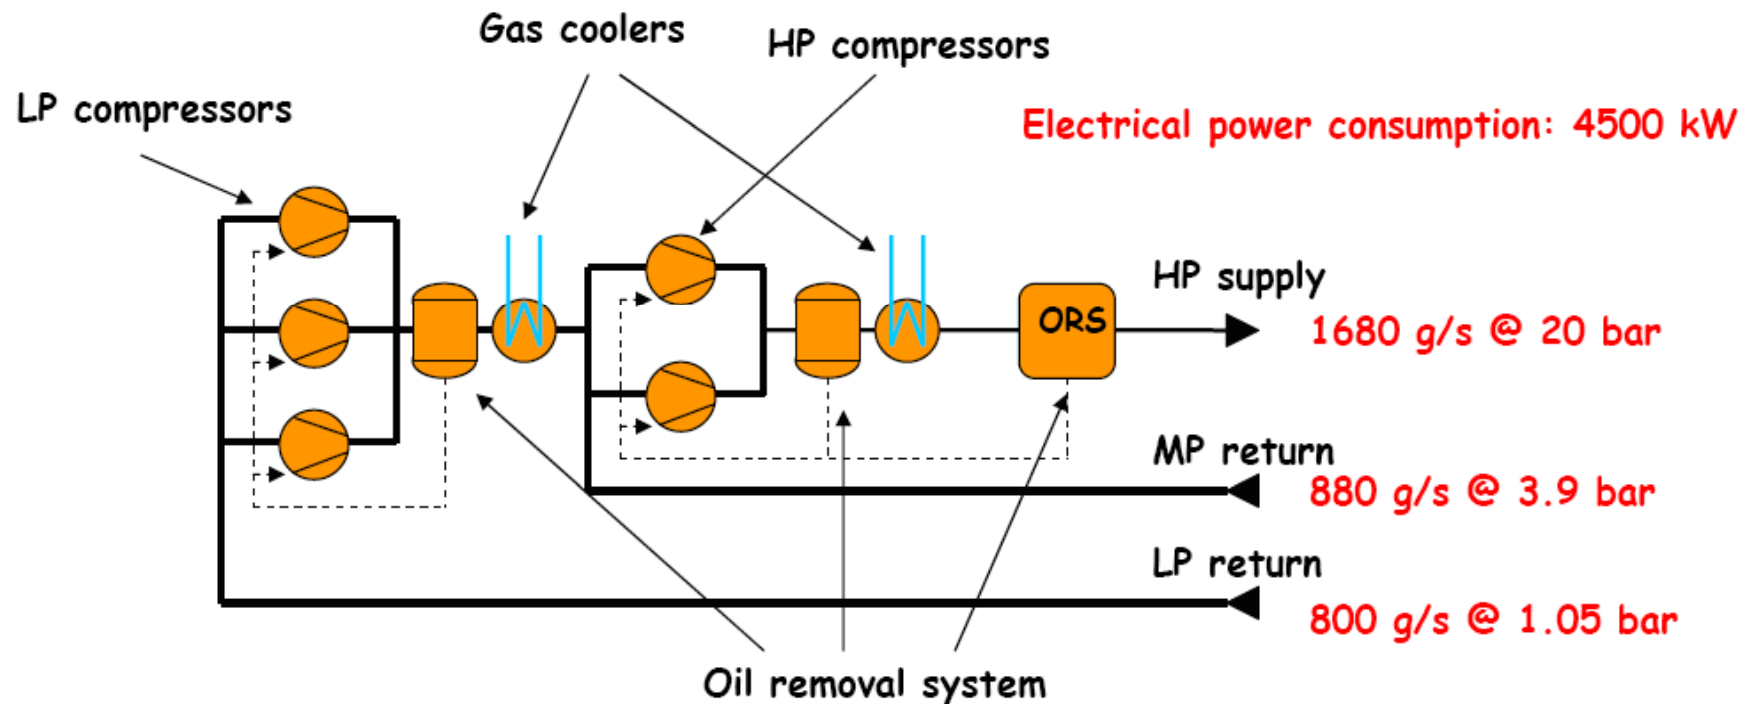 Gas coolers
HP compressors
LP compressors
Electrical power consumption: 4500 kW
HP supply
ORS
1680 g/s @ 20 bar
MP return
880 g/s @ 3.9 bar
LP return
800 g/s @ 1.05 bar
Oil removal system